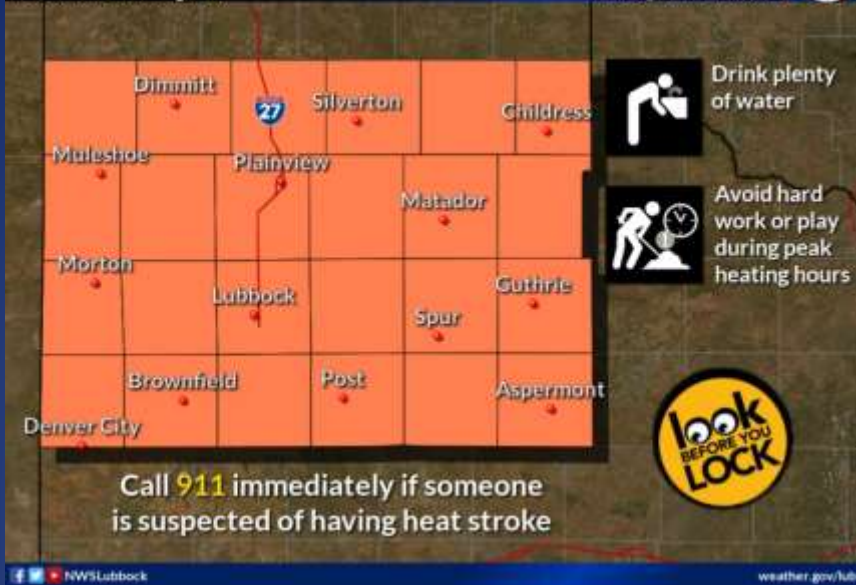 Dimmitt
27
Silverton
Childress
Drink plenty
of water
Muleshoe
Plainview
Matador
Avoid hard
work or play
during peak
heating hours
Morton
Lubbock
Guthrie
Spur
Brownfield
Post
Aspermont
Denver City
look
BEFORE YOU
LOCK
Call 911 immediately if someone
is suspected of having heat stroke
NWSLubbock
weather.gov/lub